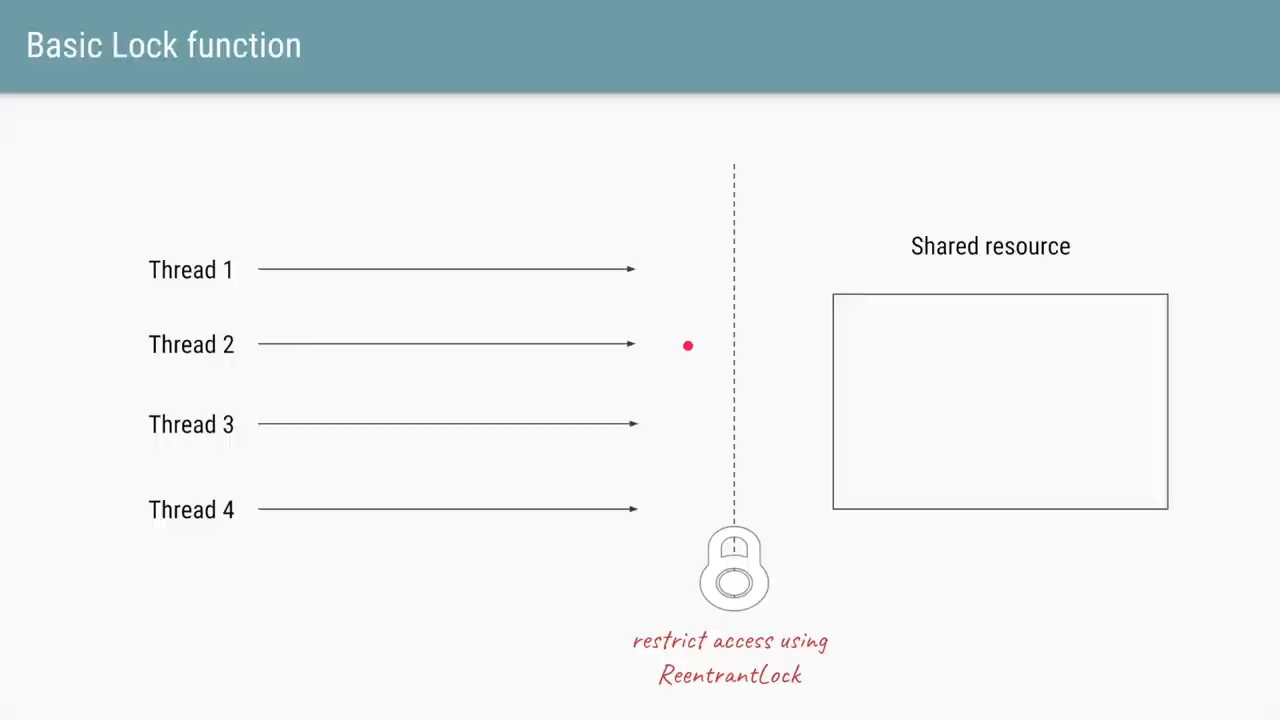 Basic Lock function
Shared resource
Thread 1
Thread 2
Thread 3
Thread 4
restrict access using
ReentrantLock